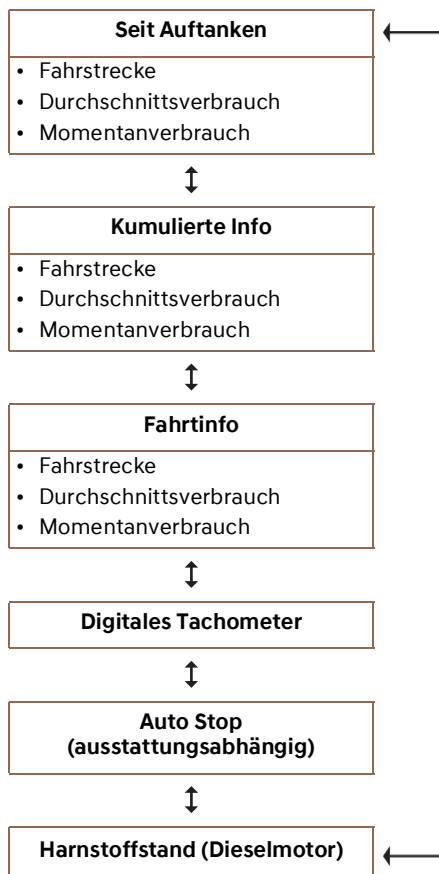 Seit Auftanken
• Fahrstrecke
• Durchschnittsverbrauch
• Momentanverbrauch
Kumulierte Info
• Fahrstrecke
• Durchschnittsverbrauch
• Momentanverbrauch
Fahrtinfo
• Fahrstrecke
• Durchschnittsverbrauch
• Momentanverbrauch
Digitales Tachometer
Auto Stop
(ausstattungsabhängig)
Harnstoffstand (Dieselmotor)